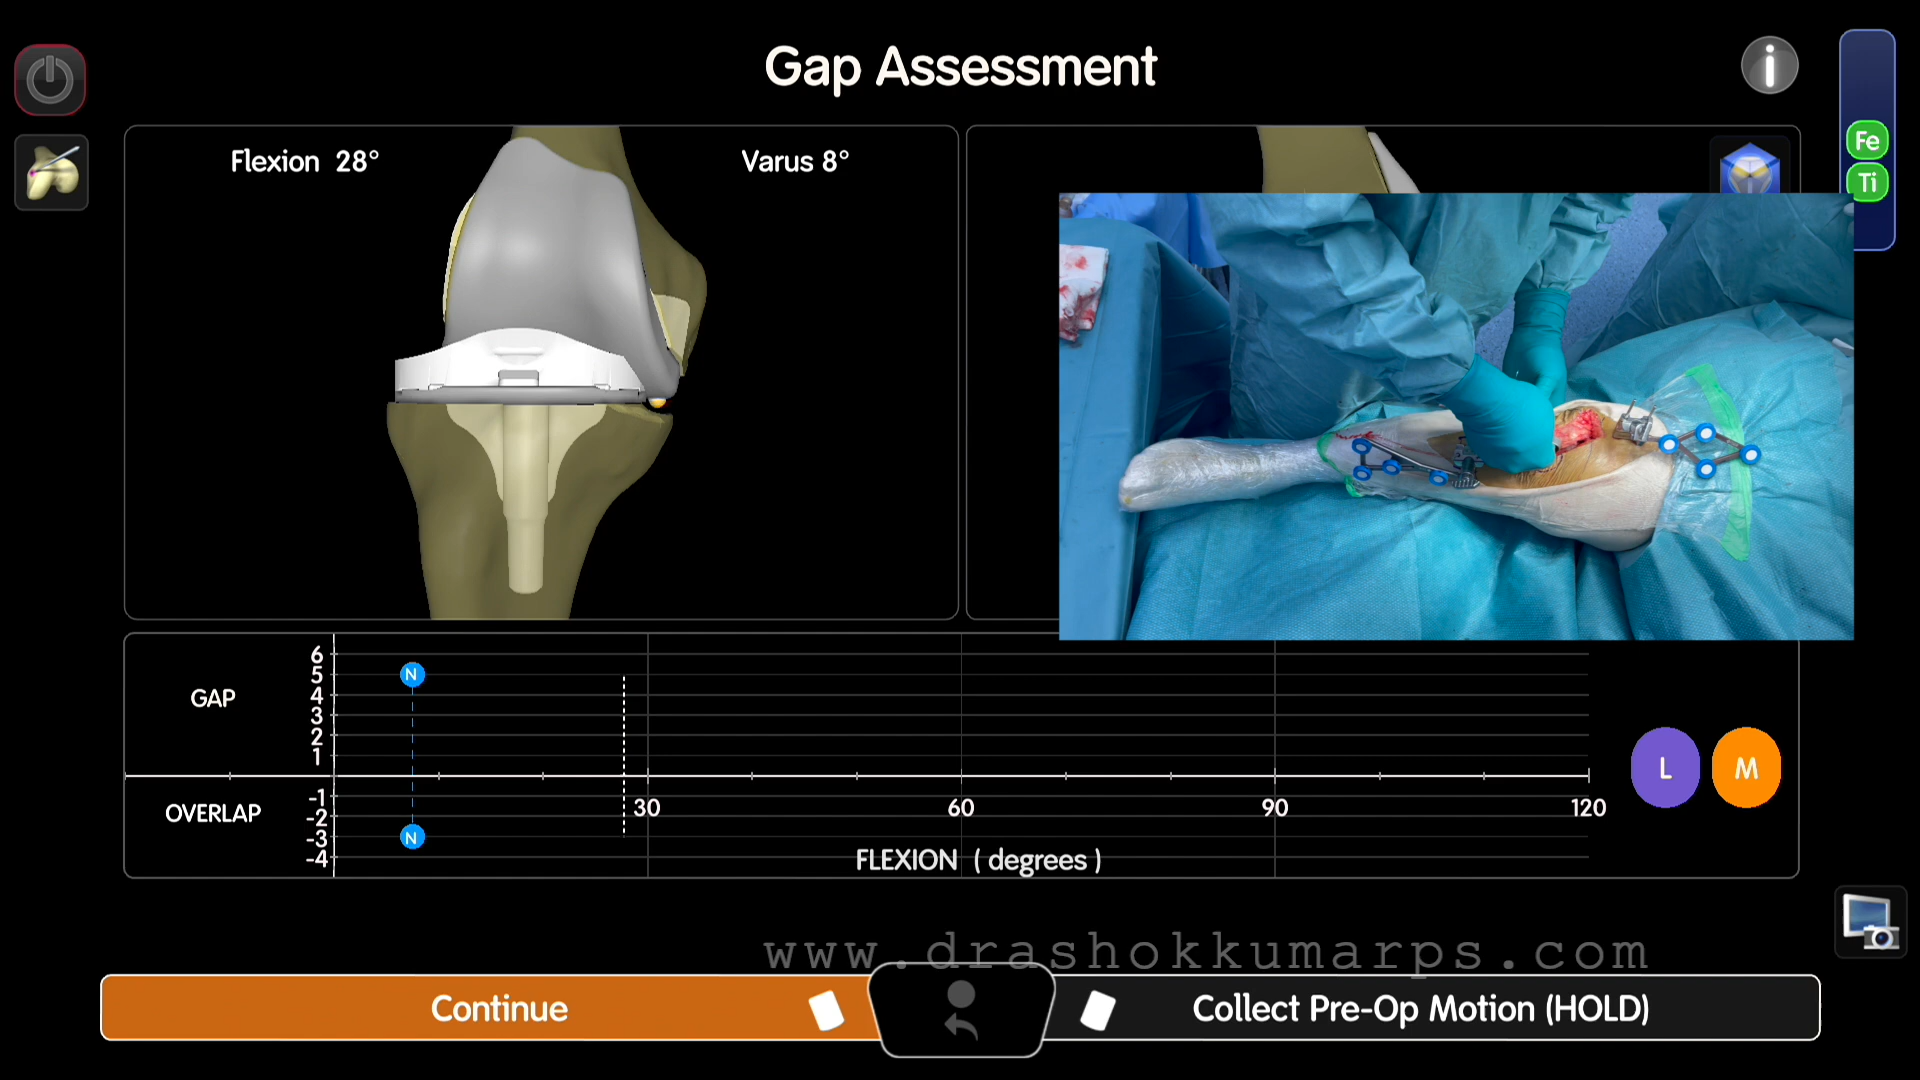 Gap Assessment
Flexion 28°
Varus 8°
Fe
Ti
GAP
6
5
4
3
2
1
N
OVERLAP
-1
-2
-3
-4
N
30
60
90
120
FLEXION ( degrees )
L
M
www.drashokkumarps.com
Continue
Collect Pre-Op Motion (HOLD)